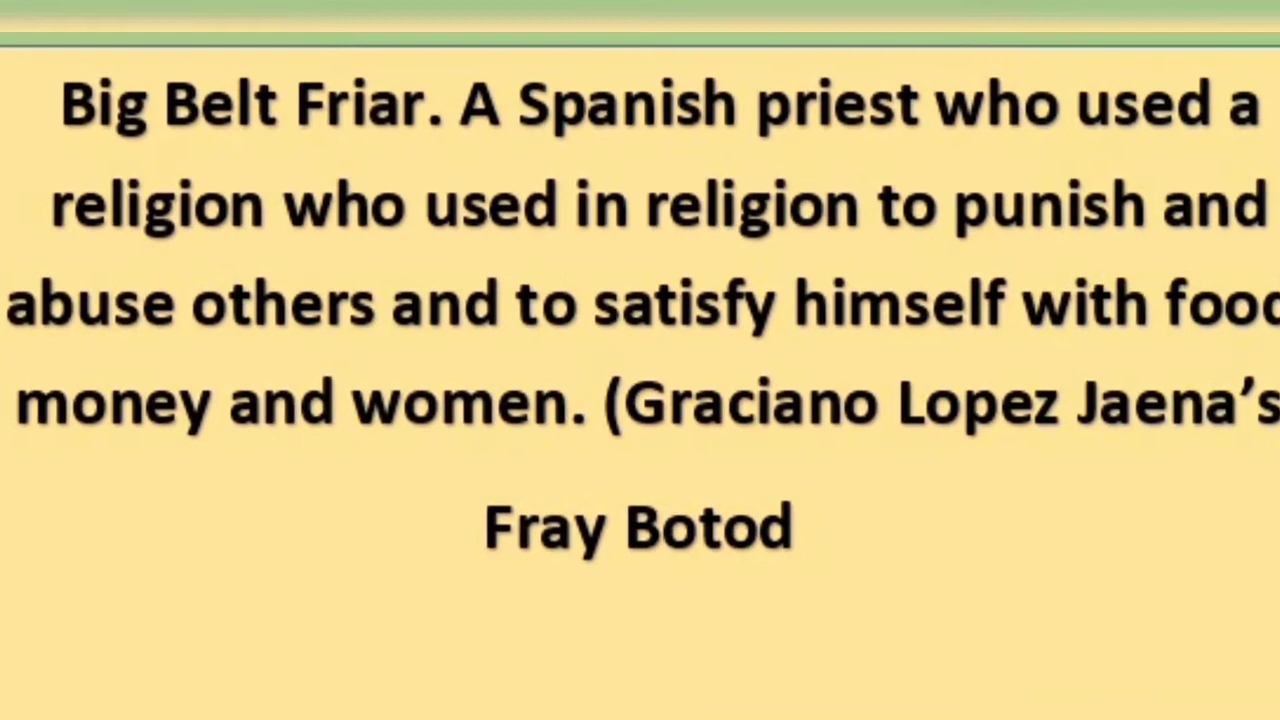 Big Belt Friar. A Spanish priest who used a
religion who used in religion to punish and
abuse others and to satisfy himself with food
money and women. (Graciano Lopez Jaena’s
Fray Botod